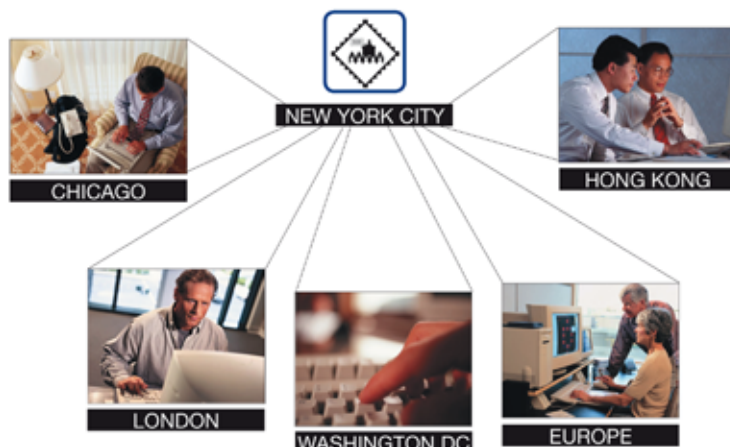 NEW YORK CITY
CHICAGO
HONG KONG
LONDON
WASHINGTON DC
EUROPE